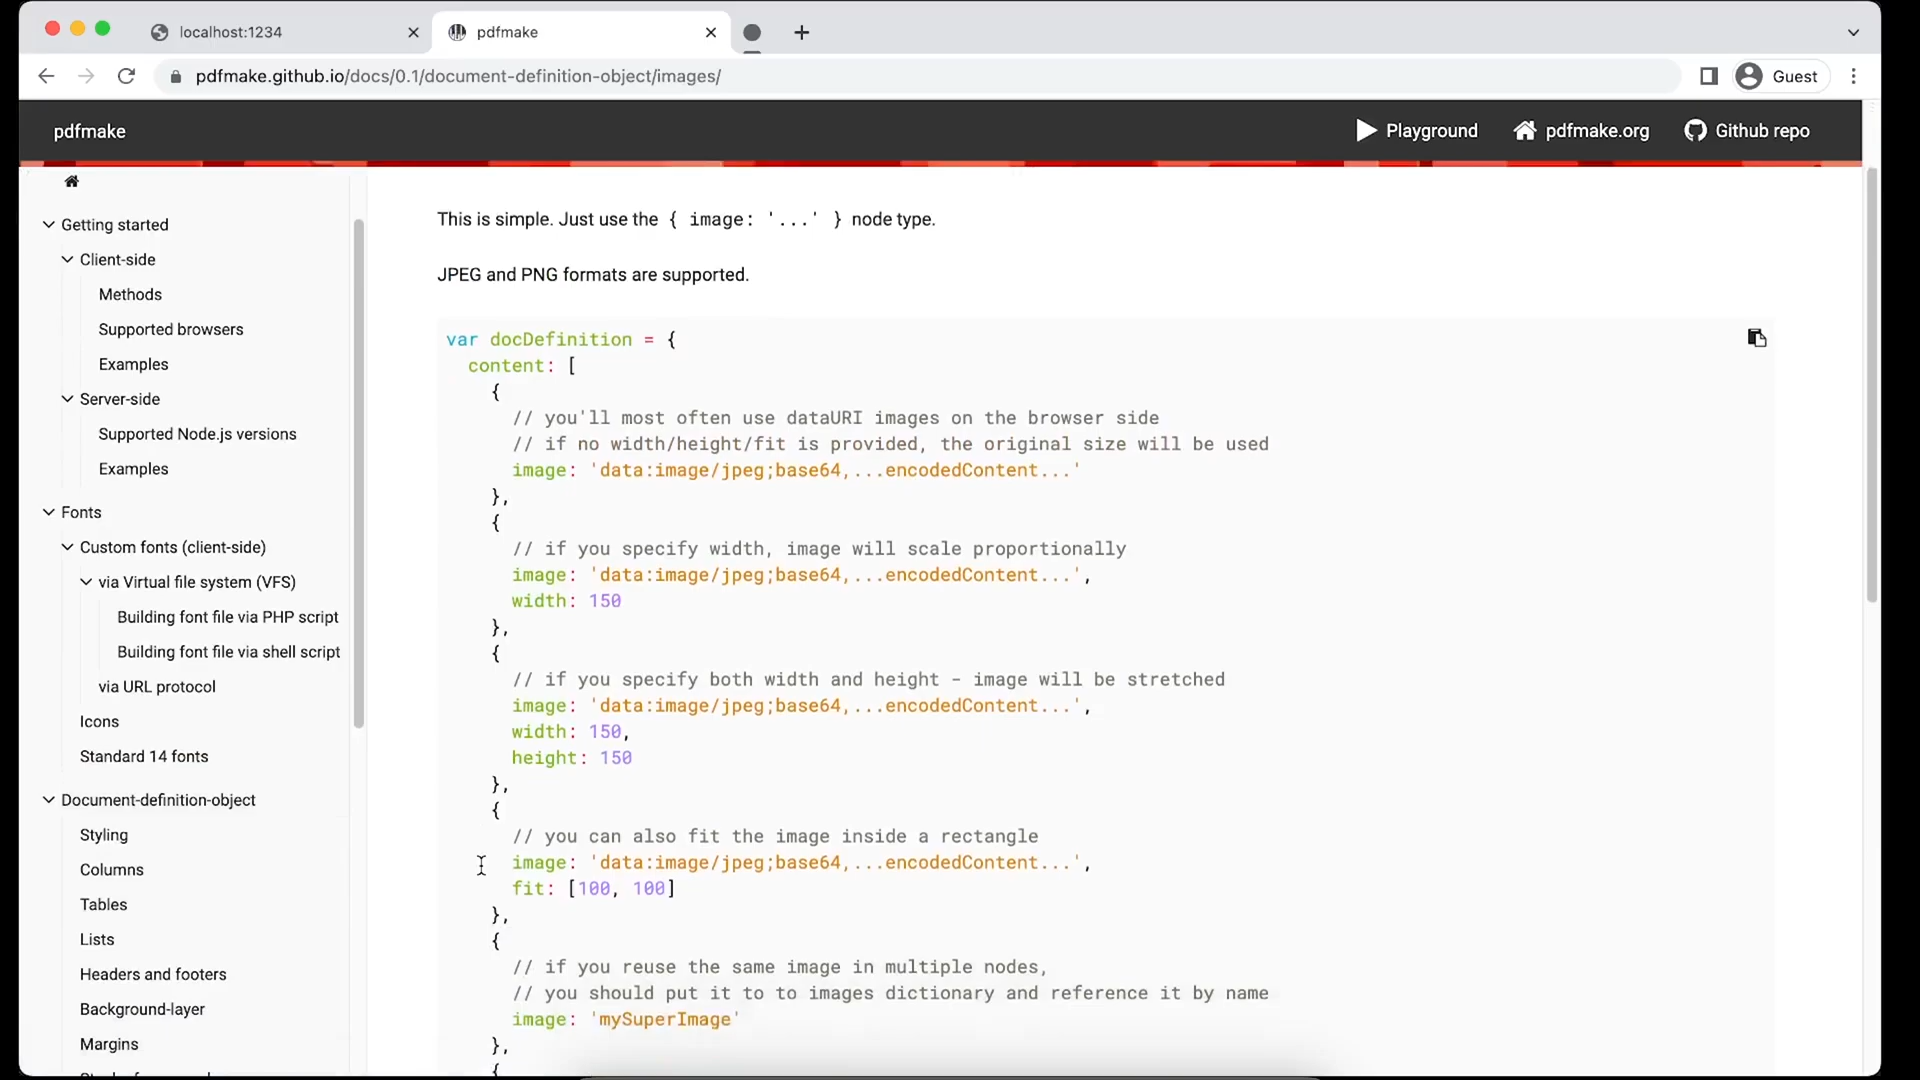 localhost:1234
pdfmake
pdfmake.github.io/docs/0.1/document-definition-object/images/
Guest
pdfmake
Playground
pdfmake.org
Github repo
Getting started
Client-side
Methods
Supported browsers
Examples
Server-side
Supported Node.js versions
Examples
Fonts
Custom fonts (client-side)
via Virtual file system (VFS)
Building font file via PHP script
Building font file via shell script
via URL protocol
Icons
Standard 14 fonts
Document-definition-object
Styling
Columns
Tables
Lists
Headers and footers
Background-layer
Margins
This is simple. Just use the { image: '...' } node type.
JPEG and PNG formats are supported.
var docDefinition = {
  content: [
    {
      // you'll most often use dataURI images on the browser side
      // if no width/height/fit is provided, the original size will be used
      image: 'data:image/jpeg;base64,...encodedContent...'
    },
    {
      // if you specify width, image will scale proportionally
      image: 'data:image/jpeg;base64,...encodedContent...',
      width: 150
    },
    {
      // if you specify both width and height - image will be stretched
      image: 'data:image/jpeg;base64,...encodedContent...',
      width: 150,
      height: 150
    },
    {
      // you can also fit the image inside a rectangle
      image: 'data:image/jpeg;base64,...encodedContent...',
      fit: [100, 100]
    },
    {
      // if you reuse the same image in multiple nodes,
      // you should put it to to images dictionary and reference it by name
      image: 'mySuperImage'
    },
    {